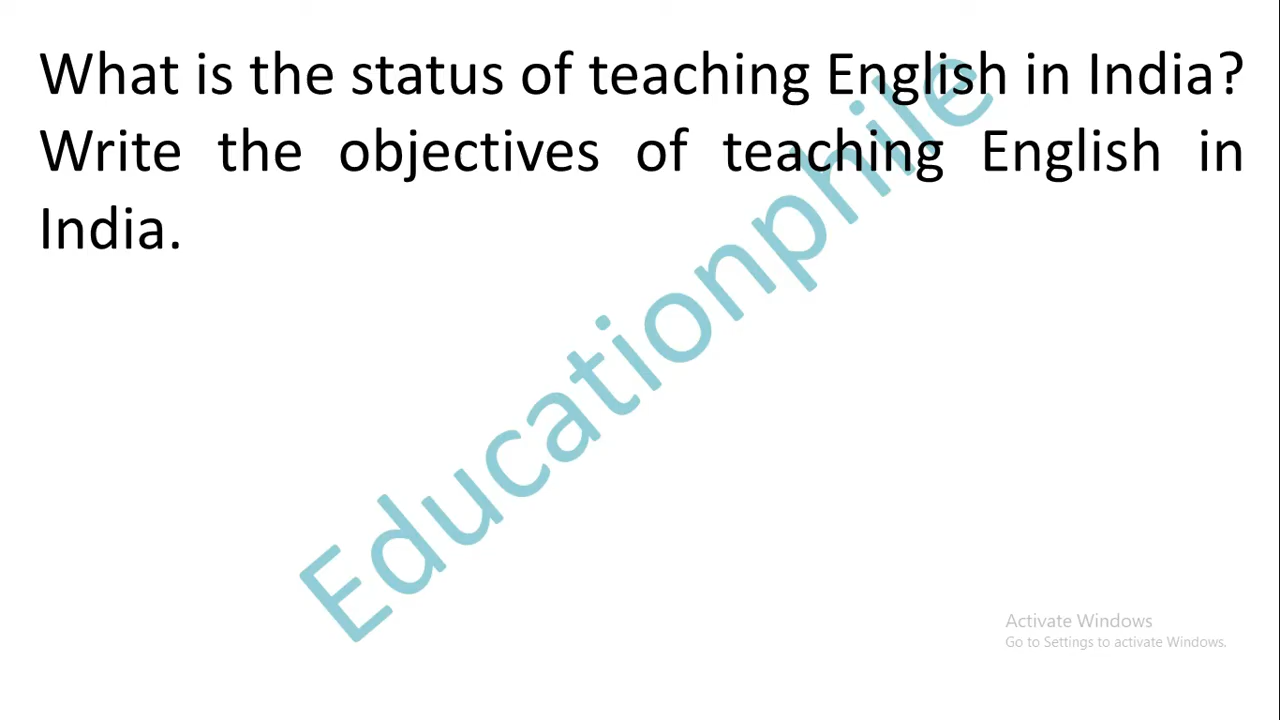 What is the status of teaching English in India?
Write the objectives of teaching English in
India.
Educationphile
Activate Windows
Go to Settings to activate Windows.